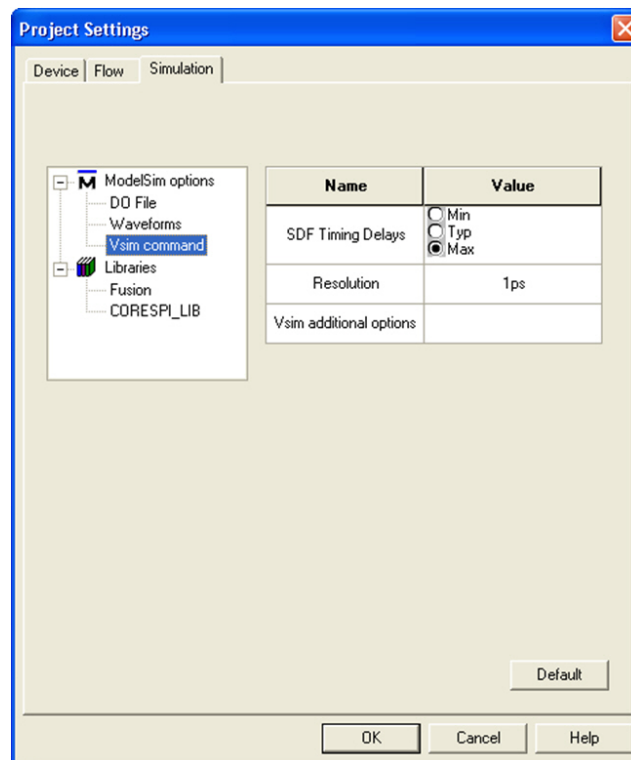 Project Settings
Device Flow Simulation
ModelSim options
DO File
Waveforms
Vsim command
Libraries
Fusion
CORESPI_LIB
Name Value
SDF Timing Delays
Min
Typ
Max
Resolution 1ps
Vsim additional options
Default
OK Cancel Help